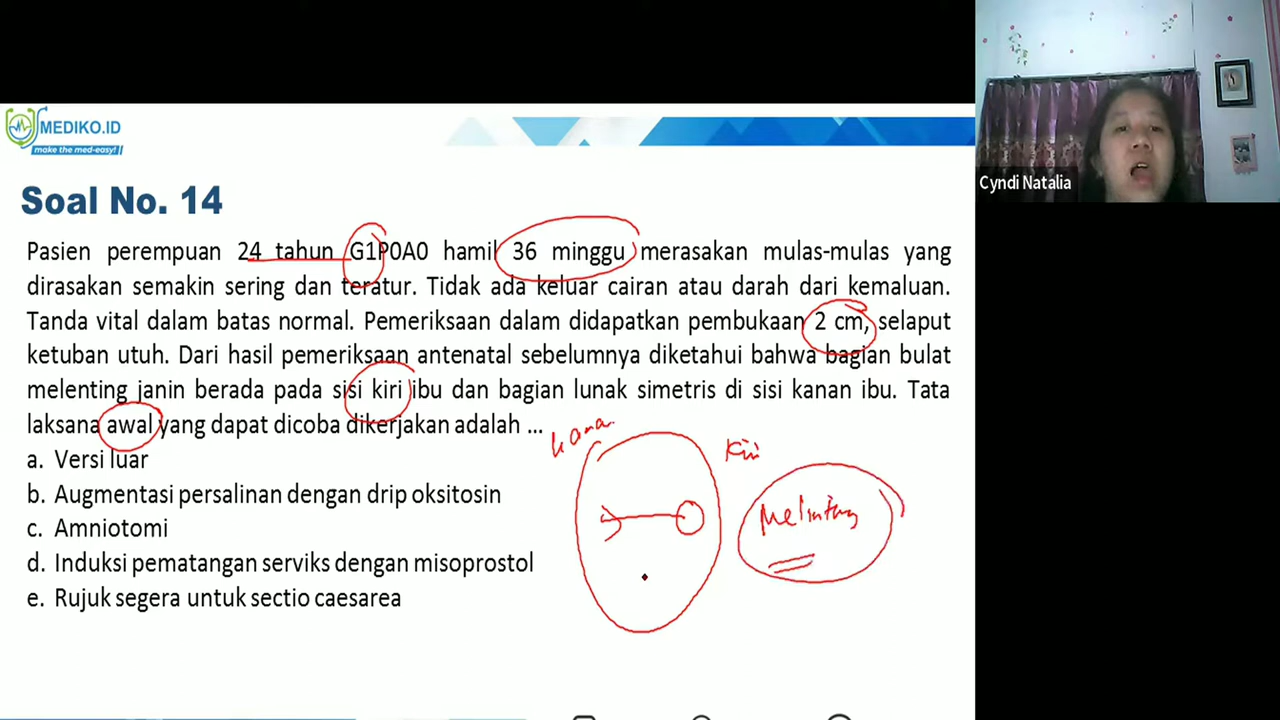 MEDIKO.ID
make the med-easy!
Cyndi Natalia
Soal No. 14
Pasien perempuan 24 tahun G1P0A0 hamil 36 minggu merasakan mulas-mulas yang
dirasakan semakin sering dan teratur. Tidak ada keluar cairan atau darah dari kemaluan.
Tanda vital dalam batas normal. Pemeriksaan dalam didapatkan pembukaan 2 cm, selaput
ketuban utuh. Dari hasil pemeriksaan antenatal sebelumnya diketahui bahwa bagian bulat
melenting janin berada pada sisi kiri ibu dan bagian lunak simetris di sisi kanan ibu. Tata
laksana awal yang dapat dicoba dikerjakan adalah ...
a. Versi luar
b. Augmentasi persalinan dengan drip oksitosin
c. Amniotomi
d. Induksi pematangan serviks dengan misoprostol
e. Rujuk segera untuk sectio caesarea
kanan
Kiri
Melintang